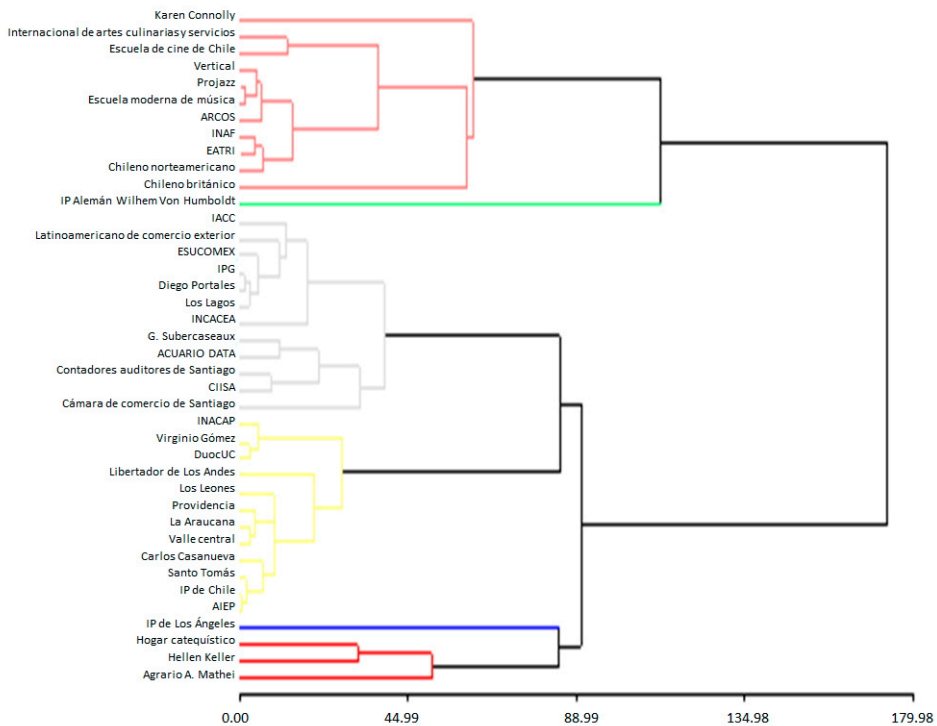 Karen Connolly
Internacional de artes culinarias y servicios
Escuela de cine de Chile
Vertical
Projazz
Escuela moderna de música
ARCOS
INAF
EATRI
Chileno norteamericano
Chileno británico
IP Alemán Wilhem Von Humboldt
IACC
Latinoamericano de comercio exterior
ESUCOMEX
IPG
Diego Portales
Los Lagos
INCACEA
G. Subercaseaux
ACUARIO DATA
Contadores auditores de Santiago
CIISA
Cámara de comercio de Santiago
INACAP
Virginio Gómez
DuocUC
Libertador de Los Andes
Los Leones
Providencia
La Araucana
Valle central
Carlos Casanueva
Santo Tomás
IP de Chile
AIEP
IP de Los Ángeles
Hogar catequístico
Hellen Keller
Agrario A. Mathei
0.00 44.99 88.99 134.98 179.98